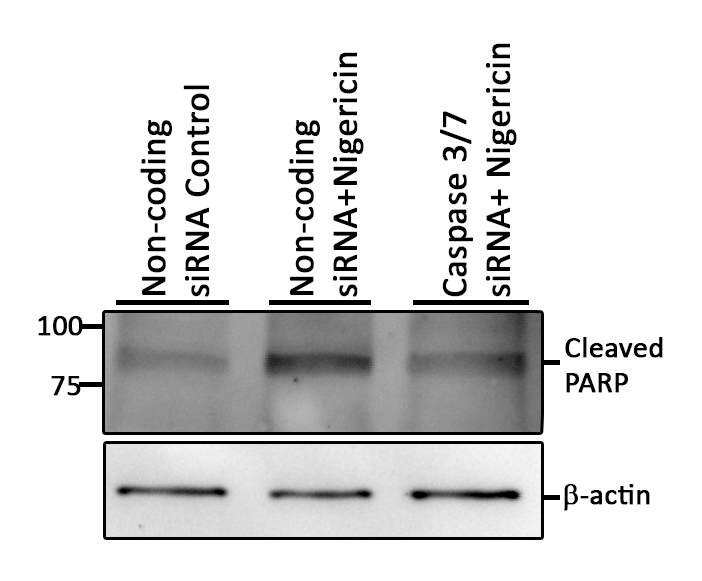 Non-coding
siRNA Control
Non-coding
siRNA+Nigericin
Caspase 3/7
siRNA+ Nigericin
100
75
Cleaved
PARP
β-actin